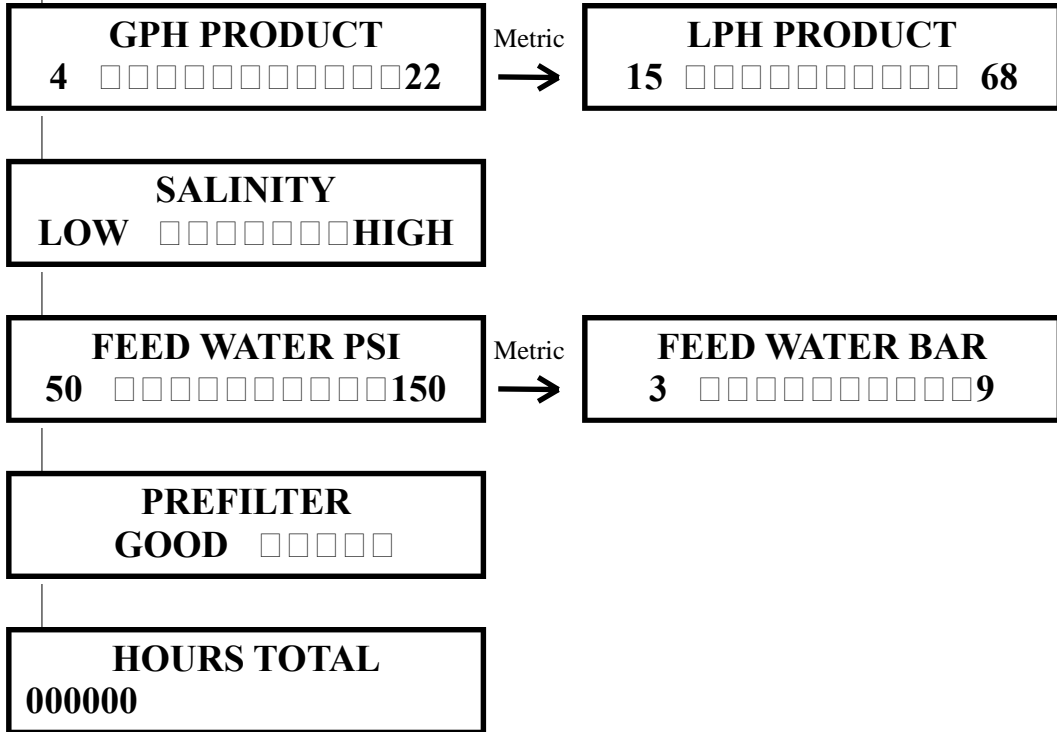 GPH PRODUCT
4 □□□□□□□□□□□22
Metric
LPH PRODUCT
15 □□□□□□□□□□ 68
SALINITY
LOW □□□□□□□HIGH
FEED WATER PSI
50 □□□□□□□□□□150
Metric
FEED WATER BAR
3 □□□□□□□□□□9
PREFILTER
GOOD □□□□□
HOURS TOTAL
000000